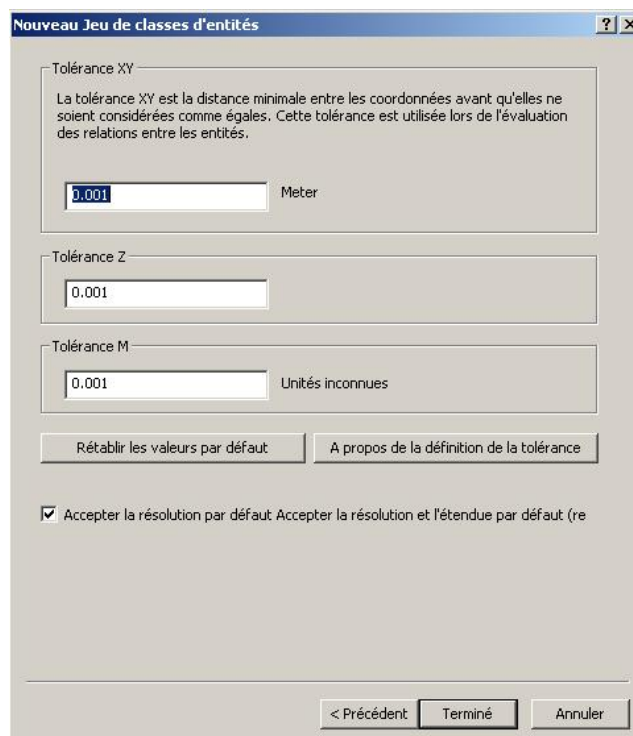 Nouveau Jeu de classes d'entités
Tolérance XY
La tolérance XY est la distance minimale entre les coordonnées avant qu'elles ne
soient considérées comme égales. Cette tolérance est utilisée lors de l'évaluation
des relations entre les entités.
0.001 Meter
Tolérance Z
0.001
Tolérance M
0.001 Unités inconnues
Rétablir les valeurs par défaut A propos de la définition de la tolérance
Accepter la résolution par défaut Accepter la résolution et l'étendue par défaut (re
< Précédent Terminé Annuler